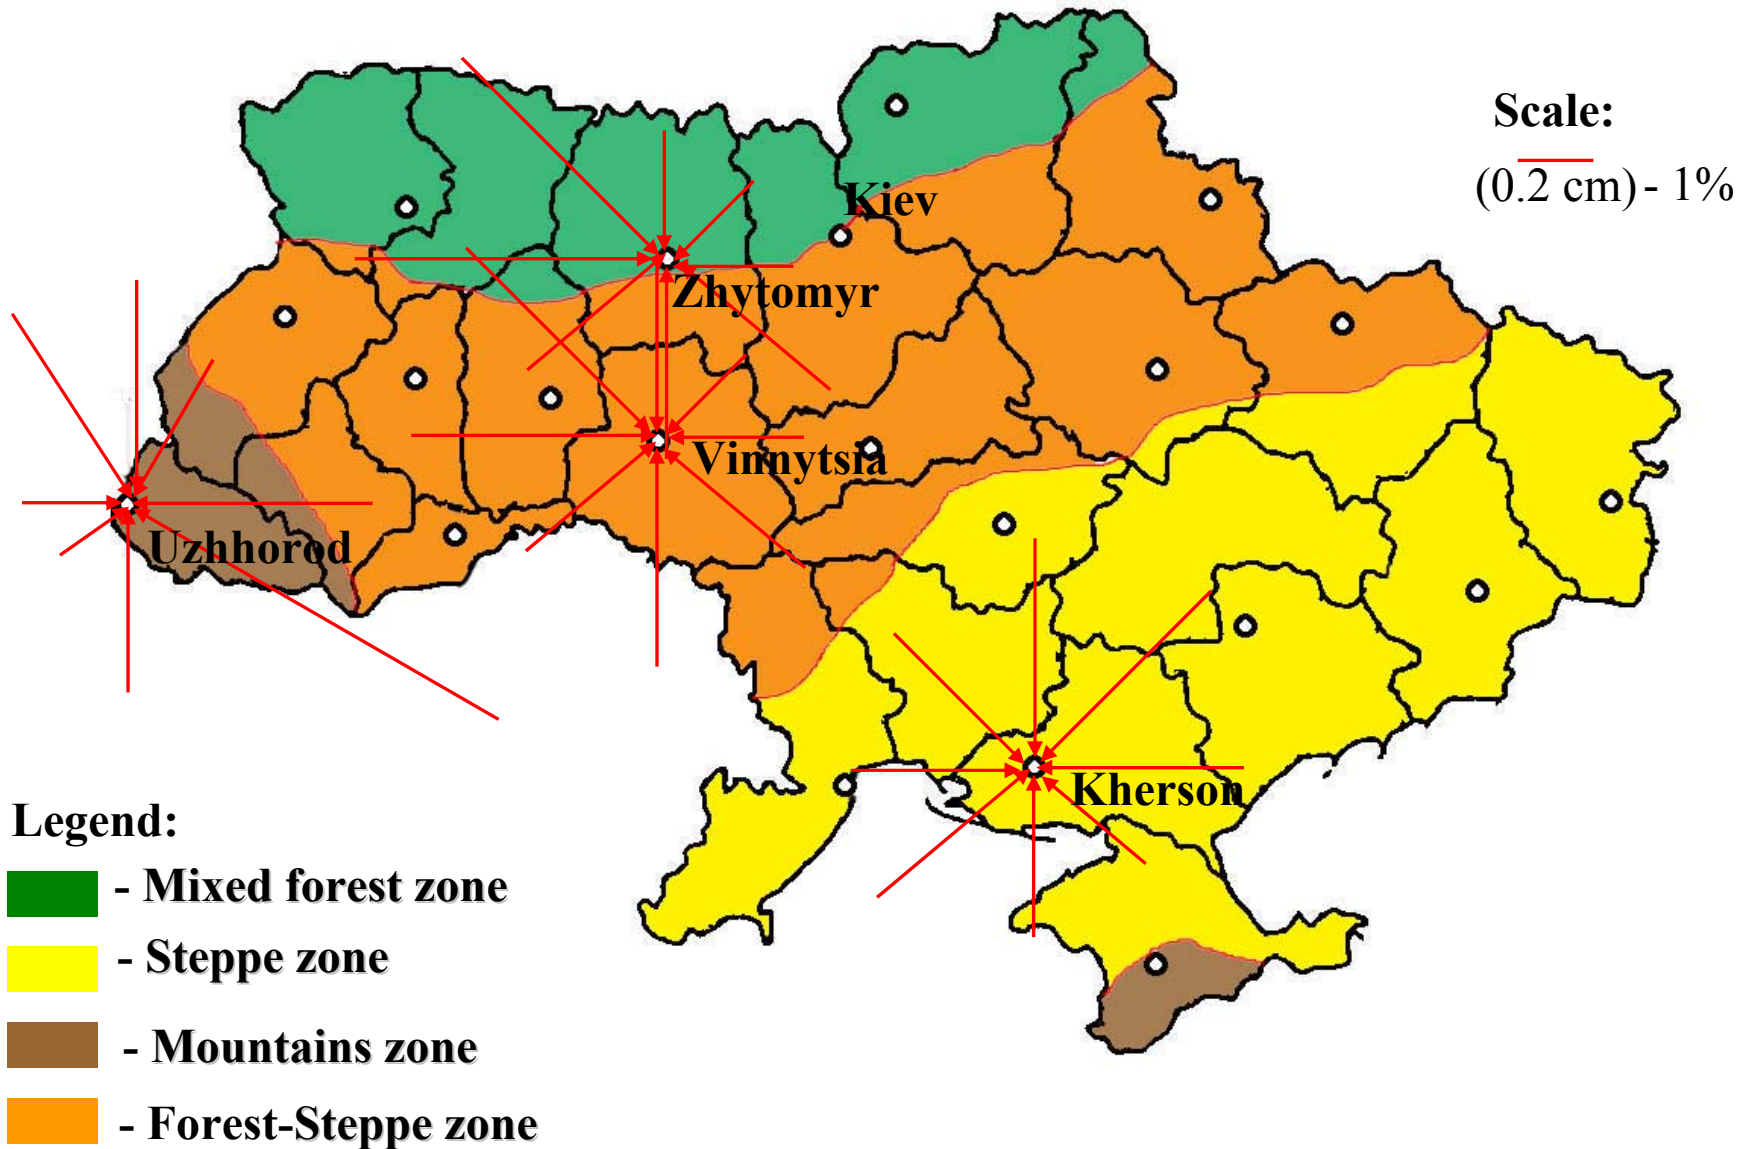 Scale:
(0.2 cm) - 1%
Kiev
Zhytomyr
Vinnytsia
Uzhhorod
Kherson
Legend:
- Mixed forest zone
- Steppe zone
- Mountains zone
- Forest-Steppe zone